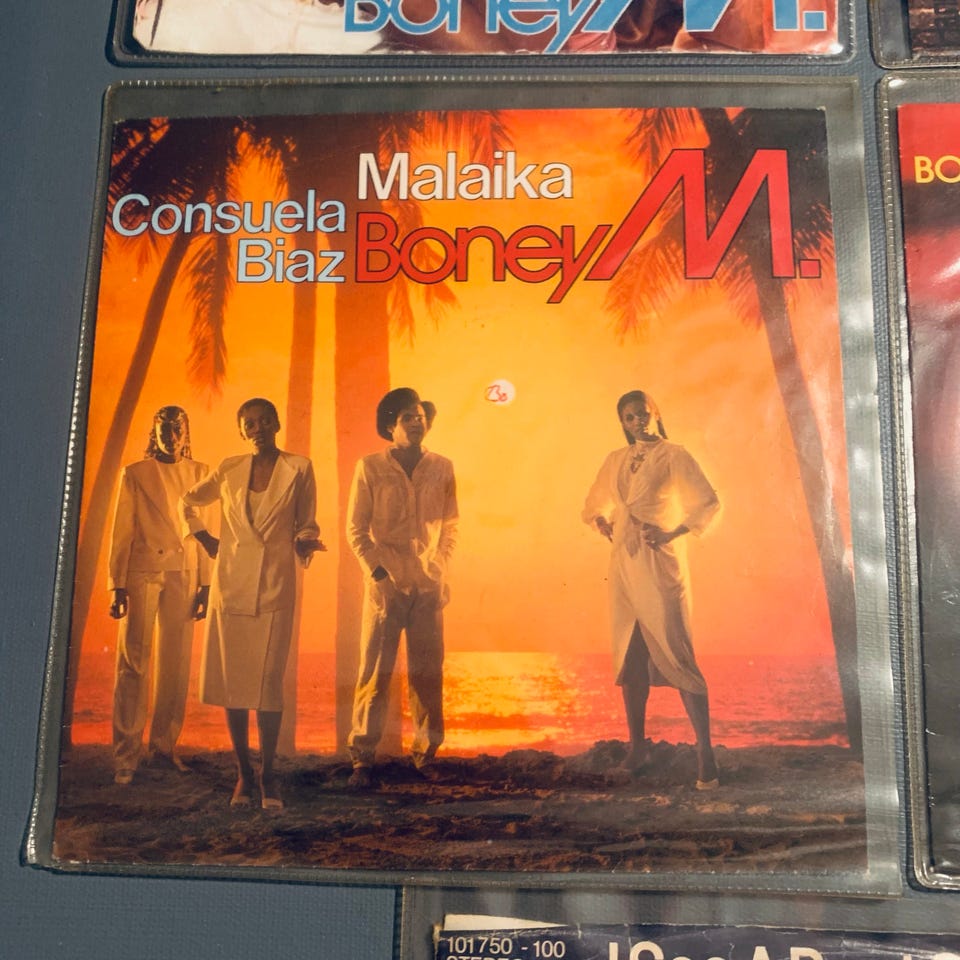 Boney M.
Malaika
Consuela
Biaz
Boney M.
BO
101750 - 100